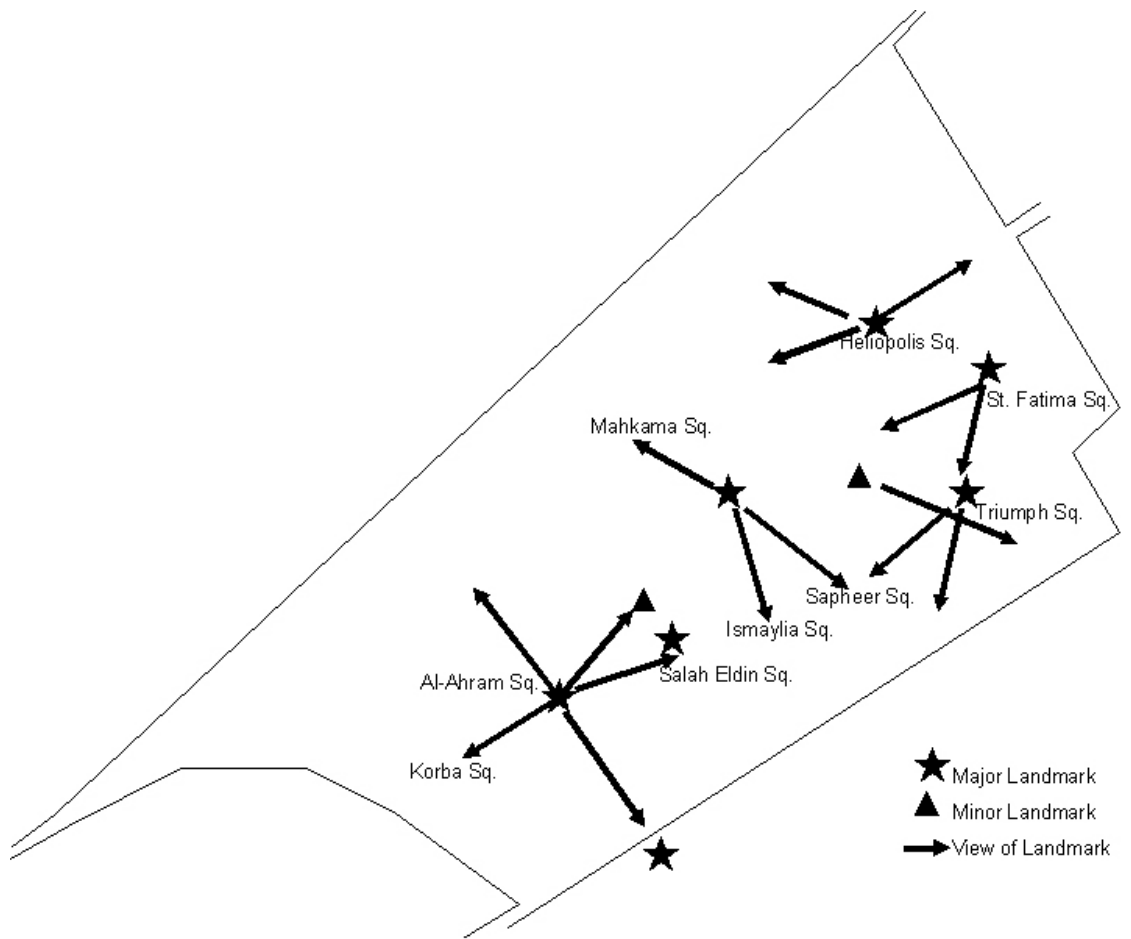 Heliopolis Sq.
St. Fatima Sq.
Mahkama Sq.
Triumph Sq.
Sapheer Sq.
Ismaylia Sq.
Salah Eldin Sq.
Al-Ahram Sq.
Korba Sq.
Major Landmark
Minor Landmark
View of Landmark